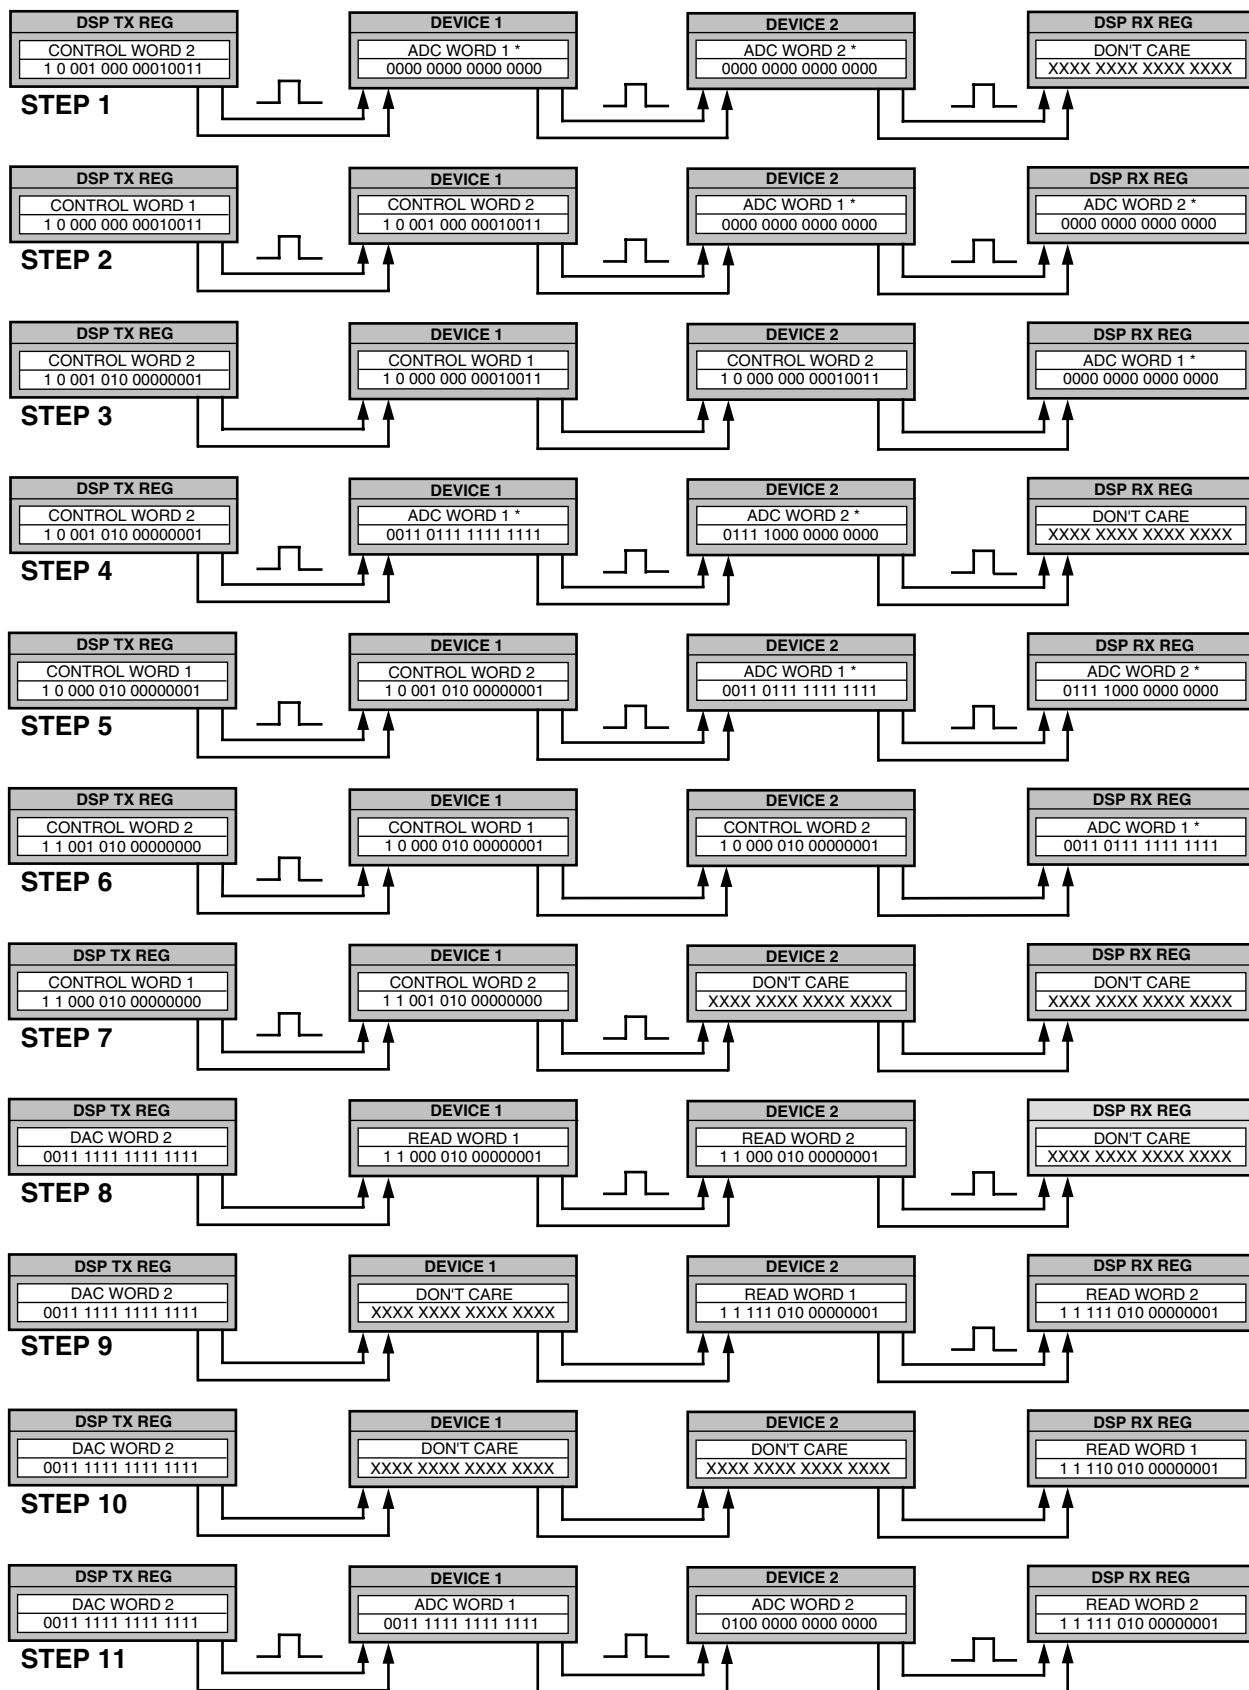 DSP TX REG DEVICE 1 DEVICE 2 DSP RX REG
CONTROL WORD 2 ADC WORD 1 * ADC WORD 2 * DON'T CARE
1 0 001 000 00010011 0000 0000 0000 0000 0000 0000 0000 0000 XXXX XXXX XXXX XXXX
STEP 1
DSP TX REG DEVICE 1 DEVICE 2 DSP RX REG
CONTROL WORD 1 CONTROL WORD 2 ADC WORD 1 * ADC WORD 2 *
1 0 000 000 00010011 1 0 001 000 00010011 0000 0000 0000 0000 0000 0000 0000 0000
STEP 2
DSP TX REG DEVICE 1 DEVICE 2 DSP RX REG
CONTROL WORD 2 CONTROL WORD 1 CONTROL WORD 2 ADC WORD 1 *
1 0 001 010 00000001 1 0 000 000 00010011 1 0 000 000 00010011 0000 0000 0000 0000
STEP 3
DSP TX REG DEVICE 1 DEVICE 2 DSP RX REG
CONTROL WORD 2 ADC WORD 1 * ADC WORD 2 * DON'T CARE
1 0 001 010 00000001 0011 0111 1111 1111 0111 1000 0000 0000 XXXX XXXX XXXX XXXX
STEP 4
DSP TX REG DEVICE 1 DEVICE 2 DSP RX REG
CONTROL WORD 1 CONTROL WORD 2 ADC WORD 1 * ADC WORD 2 *
1 0 000 010 00000001 1 0 001 010 00000001 0011 0111 1111 1111 0111 1000 0000 0000
STEP 5
DSP TX REG DEVICE 1 DEVICE 2 DSP RX REG
CONTROL WORD 2 CONTROL WORD 1 CONTROL WORD 2 ADC WORD 1 *
1 1 001 010 00000000 1 0 000 010 00000001 1 0 000 010 00000001 0011 0111 1111 1111
STEP 6
DSP TX REG DEVICE 1 DEVICE 2 DSP RX REG
CONTROL WORD 1 CONTROL WORD 2 DON'T CARE DON'T CARE
1 1 000 010 00000000 1 1 001 010 00000000 XXXX XXXX XXXX XXXX XXXX XXXX XXXX XXXX
STEP 7
DSP TX REG DEVICE 1 DEVICE 2 DSP RX REG
DAC WORD 2 READ WORD 1 READ WORD 2 DON'T CARE
0011 1111 1111 1111 1 1 000 010 00000001 1 1 000 010 00000001 XXXX XXXX XXXX XXXX
STEP 8
DSP TX REG DEVICE 1 DEVICE 2 DSP RX REG
DAC WORD 2 DON'T CARE READ WORD 1 READ WORD 2
0011 1111 1111 1111 XXXX XXXX XXXX XXXX 1 1 111 010 00000001 1 1 111 010 00000001
STEP 9
DSP TX REG DEVICE 1 DEVICE 2 DSP RX REG
DAC WORD 2 DON'T CARE DON'T CARE READ WORD 1
0011 1111 1111 1111 XXXX XXXX XXXX XXXX XXXX XXXX XXXX XXXX 1 1 110 010 00000001
STEP 10
DSP TX REG DEVICE 1 DEVICE 2 DSP RX REG
DAC WORD 2 ADC WORD 1 ADC WORD 2 READ WORD 2
0011 1111 1111 1111 0011 1111 1111 1111 0100 0000 0000 0000 1 1 111 010 00000001
STEP 11